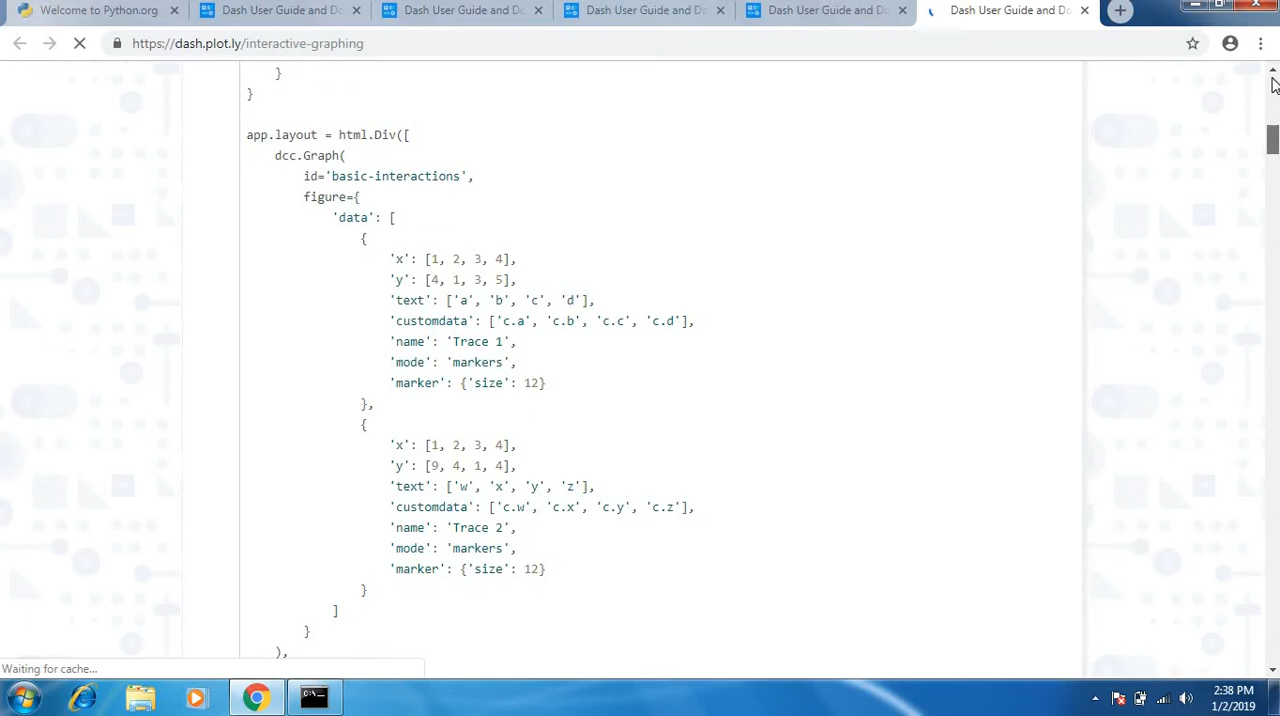 Welcome to Python.org
Dash User Guide and Do
Dash User Guide and Do
Dash User Guide and Do
Dash User Guide and Do
Dash User Guide and Do
https://dash.plot.ly/interactive-graphing
}
}
app.layout = html.Div([
dcc.Graph(
id='basic-interactions',
figure={
'data': [
{
'x': [1, 2, 3, 4],
'y': [4, 1, 3, 5],
'text': ['a', 'b', 'c', 'd'],
'customdata': ['c.a', 'c.b', 'c.c', 'c.d'],
'name': 'Trace 1',
'mode': 'markers',
'marker': {'size': 12}
},
{
'x': [1, 2, 3, 4],
'y': [9, 4, 1, 4],
'text': ['w', 'x', 'y', 'z'],
'customdata': ['c.w', 'c.x', 'c.y', 'c.z'],
'name': 'Trace 2',
'mode': 'markers',
'marker': {'size': 12}
}
]
}
),
Waiting for cache...
2:38 PM
1/2/2019